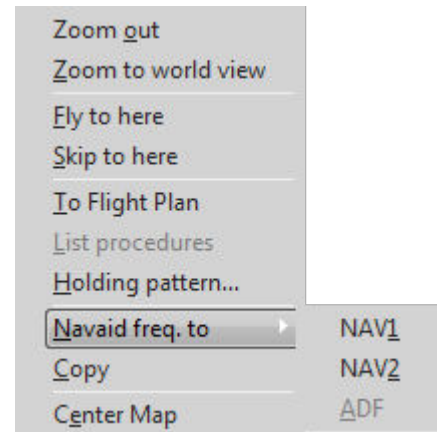 Zoom out
Zoom to world view
Fly to here
Skip to here
To Flight Plan
List procedures
Holding pattern...
Navaid freq. to
NAV1
Copy
NAV2
Center Map
ADF